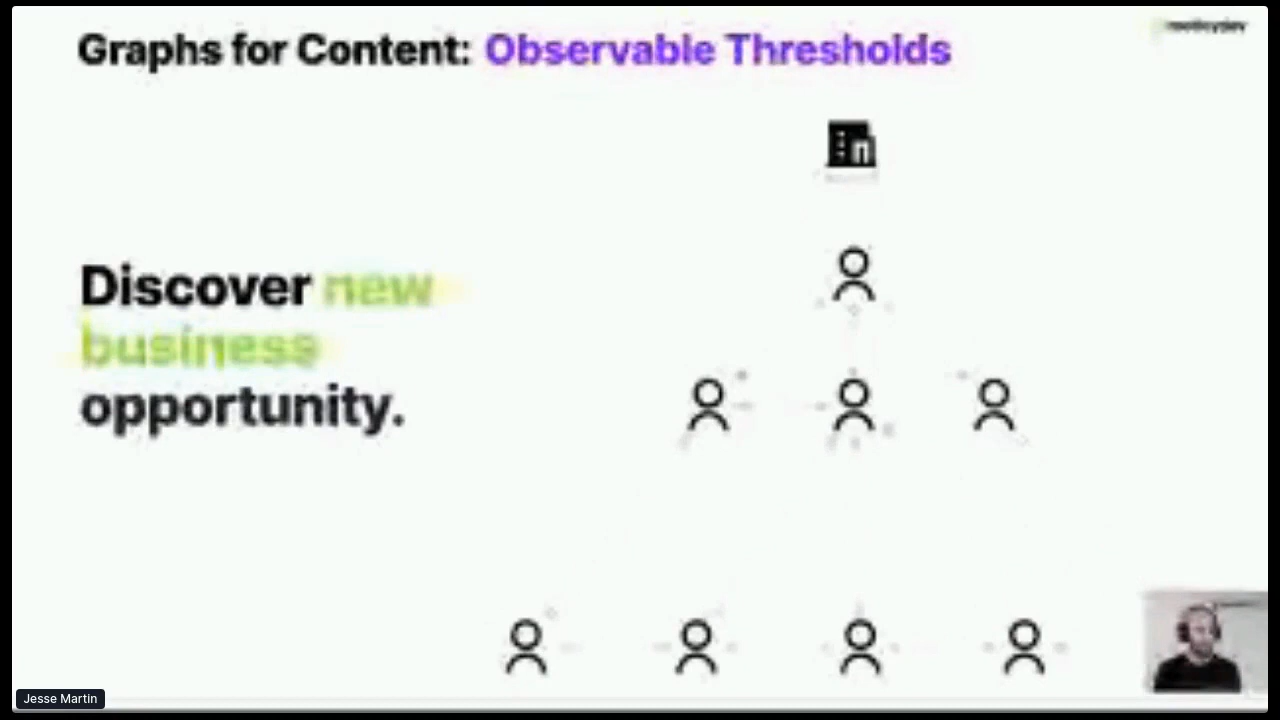 Graphs for Content: Observable Thresholds
Discover new
business
opportunity.
Jesse Martin